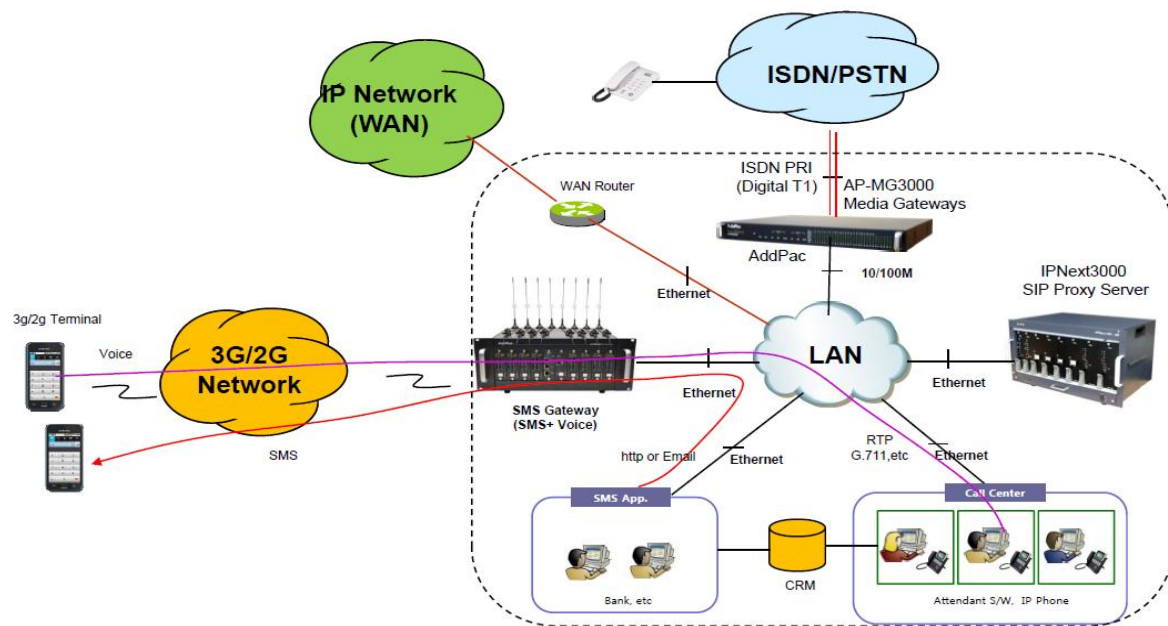 ISDN/PSTN
IP Network
(WAN)
ISDN PRI
(Digital T1)
AP-MG3000
Media Gateways
WAN Router
AddPac
10/100M
IPNext3000
SIP Proxy Server
Ethernet
3g/2g Terminal
Voice
3G/2G
Network
LAN
Ethernet
Ethernet
SMS Gateway
(SMS+ Voice)
SMS
RTP
G.711,etc
http or Email
Ethernet
Ethernet
SMS App.
Call Center
CRM
Bank, etc
Attendant S/W, IP Phone